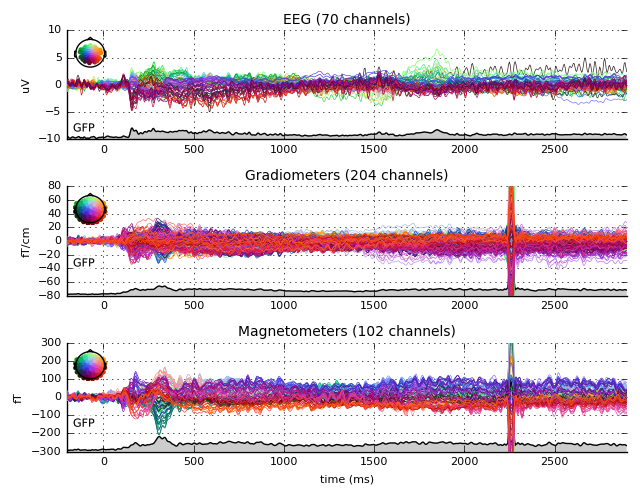 EEG (70 channels)
10
5
0
−5
−10
uV
GFP
0 500 1000 1500 2000 2500
Gradiometers (204 channels)
80
60
40
20
0
−20
−40
−60
−80
fT/cm
GFP
0 500 1000 1500 2000 2500
Magnetometers (102 channels)
300
200
100
0
−100
−200
−300
fT
GFP
0 500 1000 1500 2000 2500
time (ms)